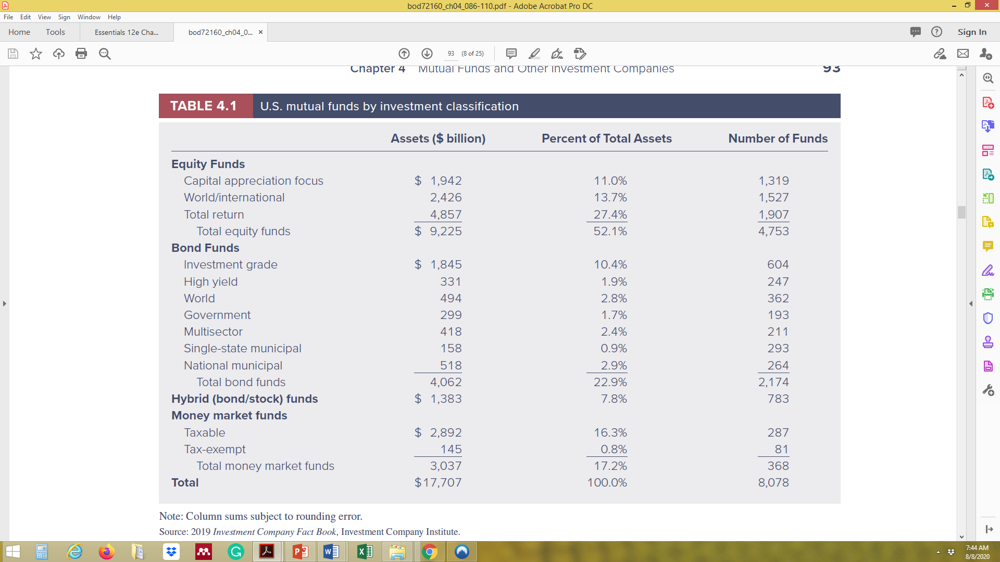 bod72160_ch04_086-110.pdf - Adobe Acrobat Pro DC
File Edit View Sign Window Help
Home Tools Essentials 12e Cha... bod72160_ch04_0... × Sign In
93 (8 of 25)
Chapter 4 Mutual Funds and Other Investment Companies 93
TABLE 4.1 U.S. mutual funds by investment classification
Assets ($ billion) Percent of Total Assets Number of Funds
Equity Funds
Capital appreciation focus $ 1,942 11.0% 1,319
World/international 2,426 13.7% 1,527
Total return 4,857 27.4% 1,907
Total equity funds $ 9,225 52.1% 4,753
Bond Funds
Investment grade $ 1,845 10.4% 604
High yield 331 1.9% 247
World 494 2.8% 362
Government 299 1.7% 193
Multisector 418 2.4% 211
Single-state municipal 158 0.9% 293
National municipal 518 2.9% 264
Total bond funds 4,062 22.9% 2,174
Hybrid (bond/stock) funds $ 1,383 7.8% 783
Money market funds
Taxable $ 2,892 16.3% 287
Tax-exempt 145 0.8% 81
Total money market funds 3,037 17.2% 368
Total $17,707 100.0% 8,078
Note: Column sums subject to rounding error.
Source: 2019 Investment Company Fact Book, Investment Company Institute.
7:44 AM
8/8/2020